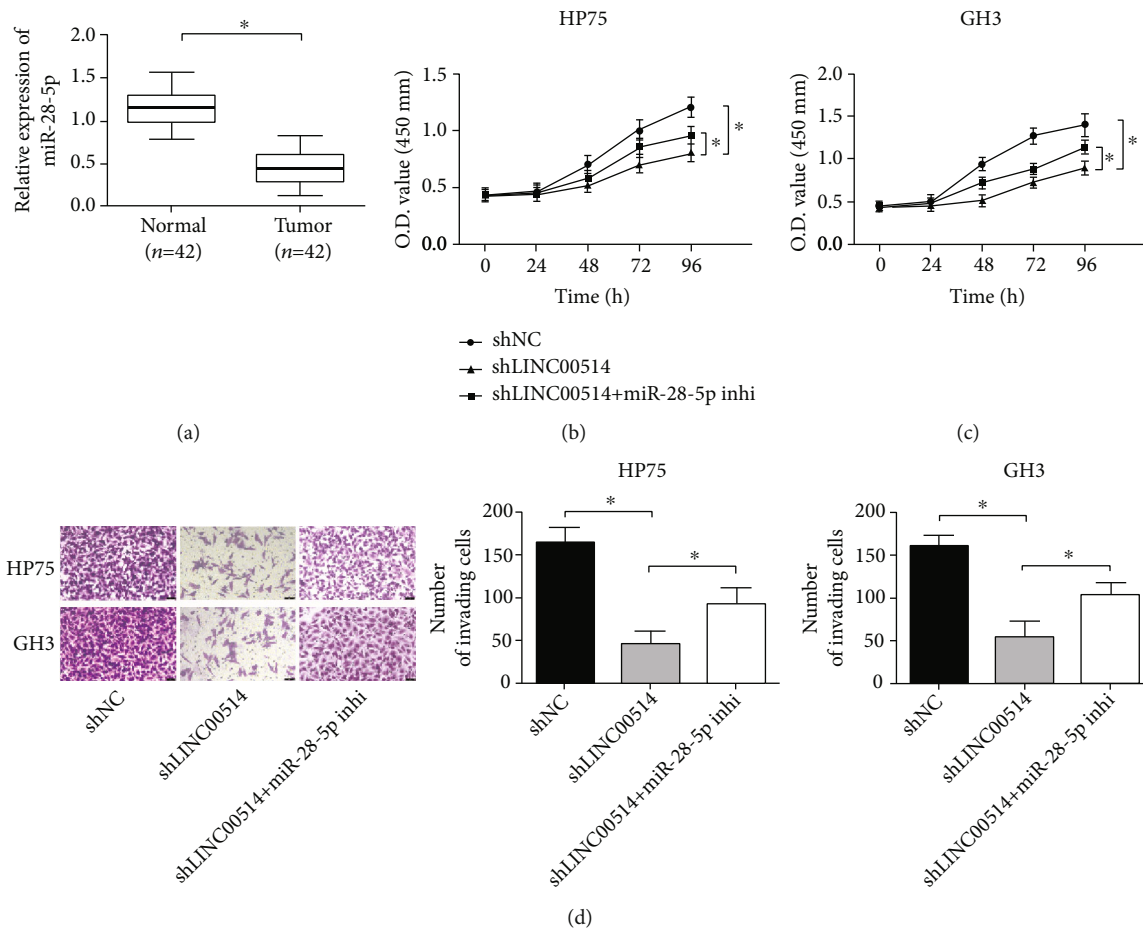 Relative expression of
miR-28-5p
2.0
1.5
1.0
0.5
0.0
*
Normal
(n=42)
Tumor
(n=42)
(a)
HP75
O.D. value (450 mm)
1.5
1.0
0.5
0.0
*
*
0 24 48 72 96
Time (h)
shNC
shLINC00514
shLINC00514+miR-28-5p inhi
(b)
GH3
O.D. value (450 mm)
2.0
1.5
1.0
0.5
0.0
*
*
0 24 48 72 96
Time (h)
(c)
HP75
GH3
shNC
shLINC00514
shLINC00514+miR-28-5p inhi
HP75
Number
of invading cells
200
150
100
50
0
*
*
shNC
shLINC00514
shLINC00514+miR-28-5p inhi
GH3
Number
of invading cells
200
150
100
50
0
*
*
shNC
shLINC00514
shLINC00514+miR-28-5p inhi
(d)